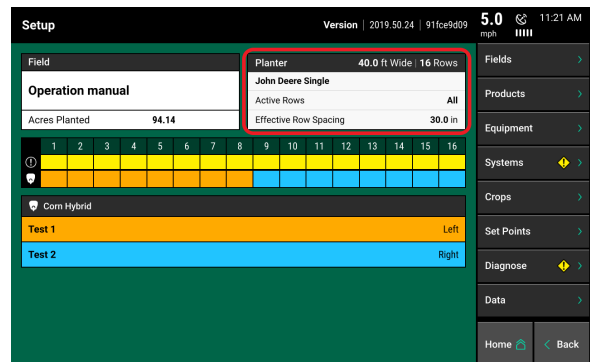 Setup
Version | 2019.50.24 | 91fce9d09
5.0 mph
11:21 AM
Field
Operation manual
Acres Planted 94.14
Planter 40.0 ft Wide | 16 Rows
John Deere Single
Active Rows All
Effective Row Spacing 30.0 in
1 2 3 4 5 6 7 8 9 10 11 12 13 14 15 16
Corn Hybrid
Test 1 Left
Test 2 Right
Fields
Products
Equipment
Systems
Crops
Set Points
Diagnose
Data
Home
Back